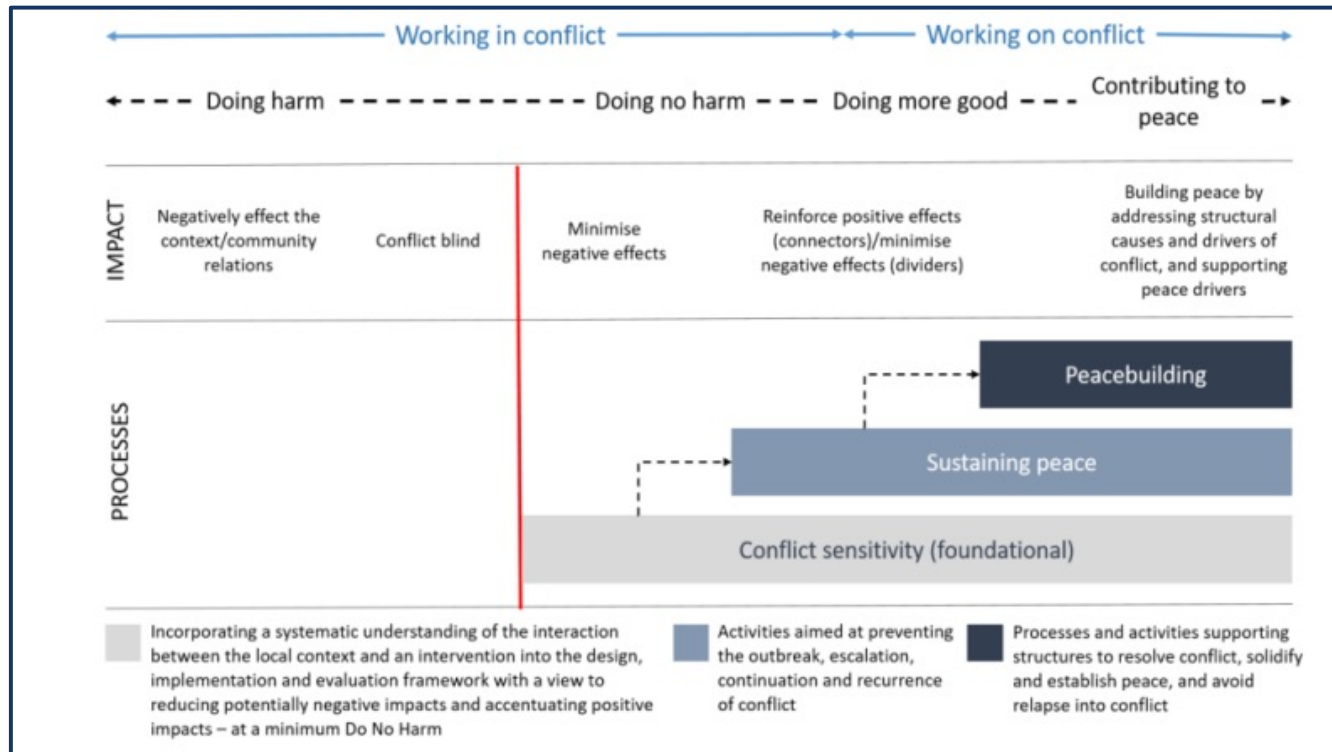 Working in conflict
Working on conflict
Doing harm
Doing no harm
Doing more good
Contributing to
peace
IMPACT
Negatively effect the
context/community
relations
Conflict blind
Minimise
negative effects
Reinforce positive effects
(connectors)/minimise
negative effects (dividers)
Building peace by
addressing structural
causes and drivers of
conflict, and supporting
peace drivers
PROCESSES
Peacebuilding
Sustaining peace
Conflict sensitivity (foundational)
Incorporating a systematic understanding of the interaction
between the local context and an intervention into the design,
implementation and evaluation framework with a view to
reducing potentially negative impacts and accentuating positive
impacts – at a minimum Do No Harm
Activities aimed at preventing
the outbreak, escalation,
continuation and recurrence
of conflict
Processes and activities supporting
structures to resolve conflict, solidify
and establish peace, and avoid
relapse into conflict